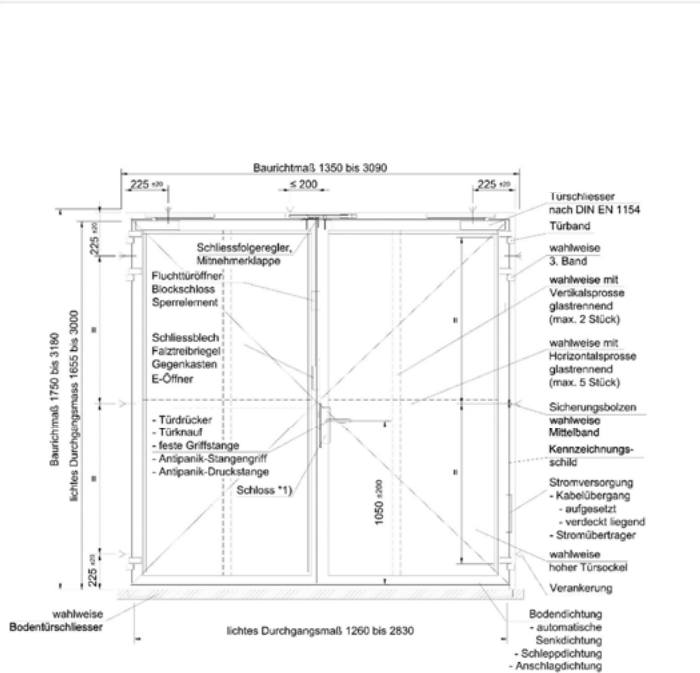 Baurichtmaß 1350 bis 3090
225 ±20
≤ 200
225 ±20
Türschliesser
nach DIN EN 1154
Türband
wahlweise
3. Band
wahlweise mit
Vertikalsprosse
glastrennend
(max. 2 Stück)
wahlweise mit
Horizontalsprosse
glastrennend
(max. 5 Stück)
Sicherungsbolzen
wahlweise
Mittelband
Kennzeichnungs-
schild
Stromversorgung
- Kabelübergang
- aufgesetzt
- verdeckt liegend
- Stromübertrager
wahlweise
hoher Türsockel
Verankerung
Bodendichtung
- automatische
Senkdichtung
- Schleppdichtung
- Anschlagdichtung
Schliessfolgeregler,
Mitnehmerklappe
Fluchttüröffner
Blockschloss
Sperrelement
Schliessblech
Falztreibriegel
Gegenkasten
E-Öffner
- Türdrücker
- Türknauf
- feste Griffstange
- Antipanik-Stangengriff
- Antipanik-Druckstange
Schloss *1)
1050 ±200
225 ±20
=
=
=
=
225 ±20
Baurichtmaß 1750 bis 3180
lichtes Durchgangsmass 1655 bis 3000
wahlweise
Bodentürschliesser
lichtes Durchgangsmaß 1260 bis 2830